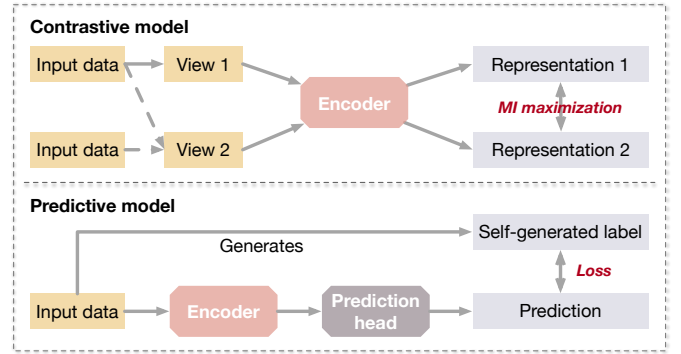 Contrastive model
Input data
View 1
Encoder
Representation 1
MI maximization
Input data
View 2
Representation 2
Predictive model
Self-generated label
Generates
Loss
Input data
Encoder
Prediction
head
Prediction